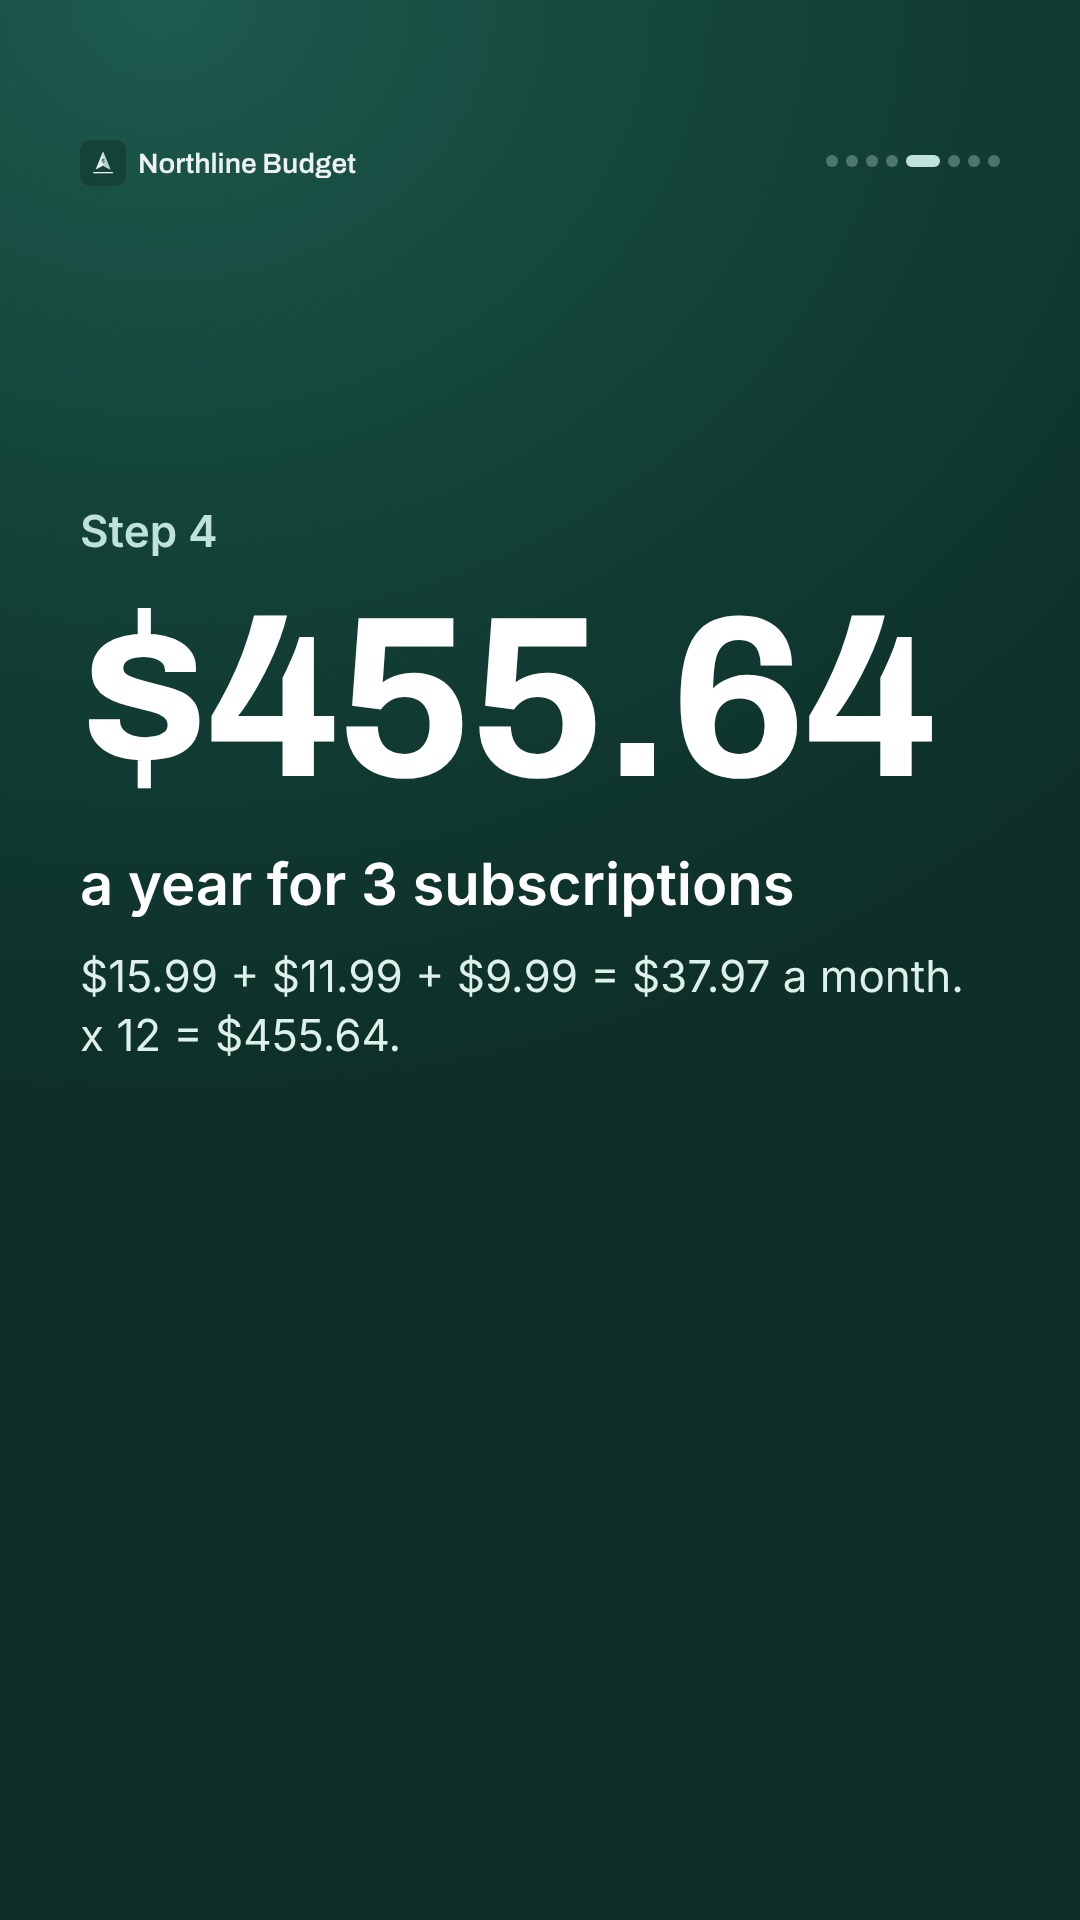 Northline Budget
Step 4
$455.64
a year for 3 subscriptions
$15.99 + $11.99 + $9.99 = $37.97 a month.
x 12 = $455.64.